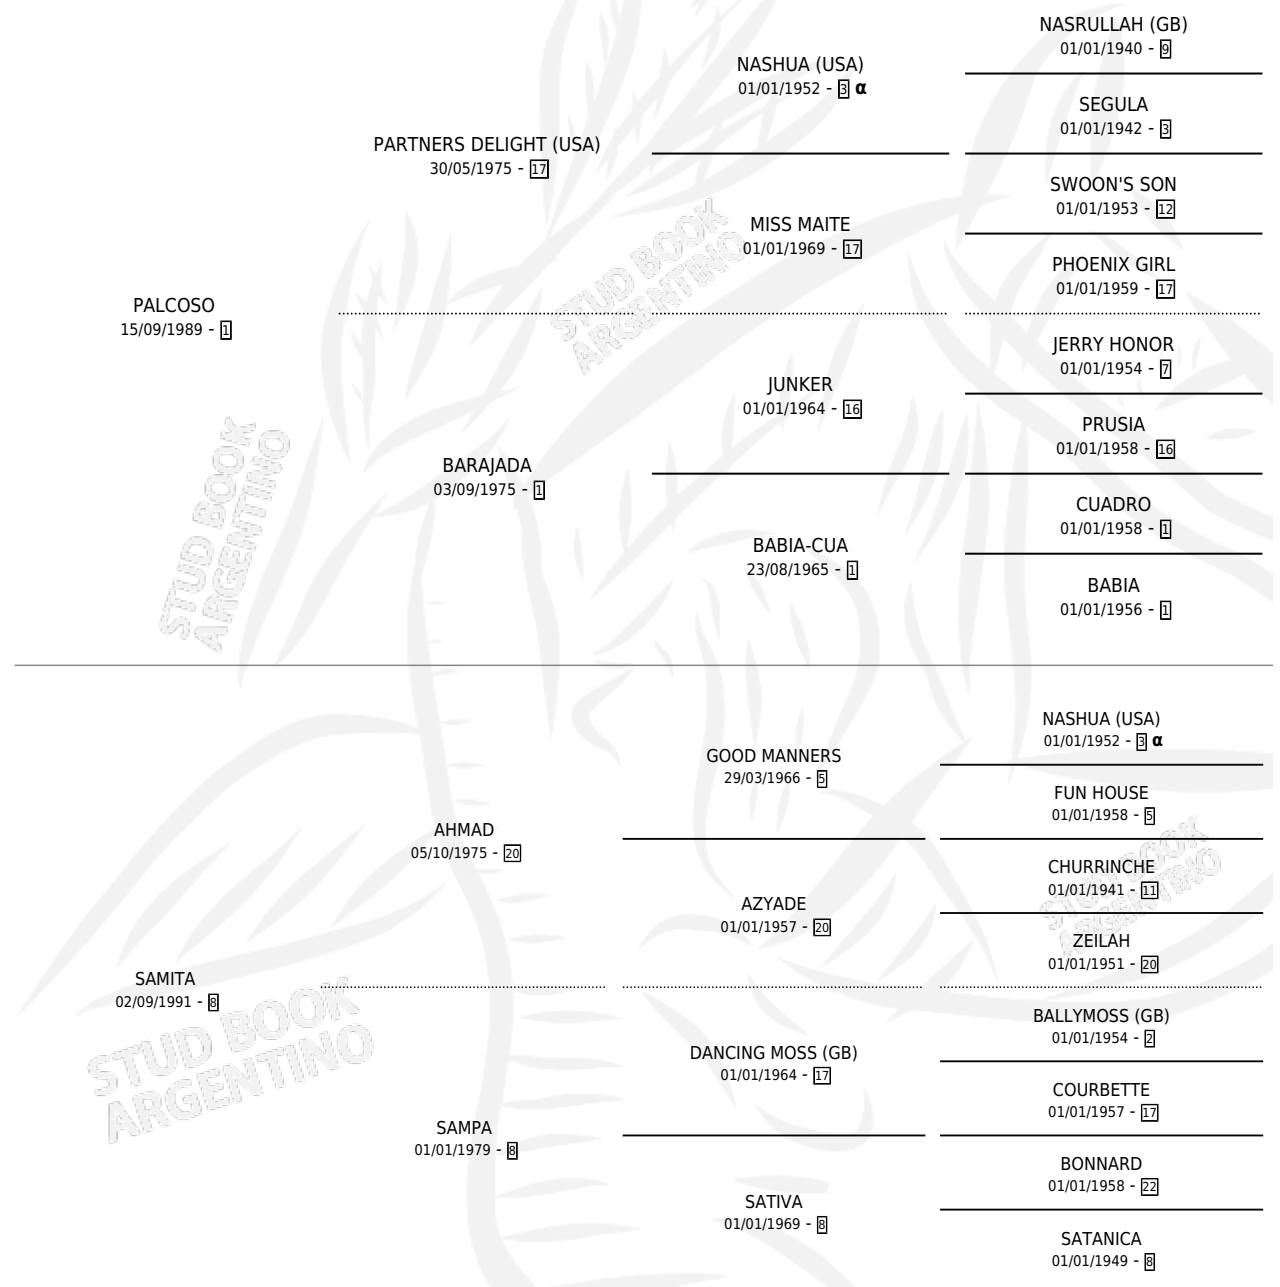 NASRULLAH (GB)
01/01/1940 - 9
NASHUA (USA)
01/01/1952 - 3 α
SEGULA
01/01/1942 - 3
PARTNERS DELIGHT (USA)
30/05/1975 - 17
SWOON'S SON
01/01/1953 - 12
MISS MAITE
01/01/1969 - 17
PHOENIX GIRL
01/01/1959 - 17
PALCOSO
15/09/1989 - 1
JERRY HONOR
01/01/1954 - 7
JUNKER
01/01/1964 - 16
PRUSIA
01/01/1958 - 16
BARAJADA
03/09/1975 - 1
CUADRO
01/01/1958 - 1
BABIA-CUA
23/08/1965 - 1
BABIA
01/01/1956 - 1
NASHUA (USA)
01/01/1952 - 3 α
GOOD MANNERS
29/03/1966 - 5
FUN HOUSE
01/01/1958 - 5
AHMAD
05/10/1975 - 20
CHURRINCHE
01/01/1941 - 11
AZYADE
01/01/1957 - 20
ZEILAH
01/01/1951 - 20
SAMITA
02/09/1991 - 8
BALLYMOSS (GB)
01/01/1954 - 2
DANCING MOSS (GB)
01/01/1964 - 17
COURBETTE
01/01/1957 - 17
SAMPA
01/01/1979 - 8
BONNARD
01/01/1958 - 22
SATIVA
01/01/1969 - 8
SATANICA
01/01/1949 - 8
STUD BOOK
ARGENTINO
STUD BOOK
ARGENTINO
STUD BOOK
ARGENTINO
STUD BOOK
ARGENTINO